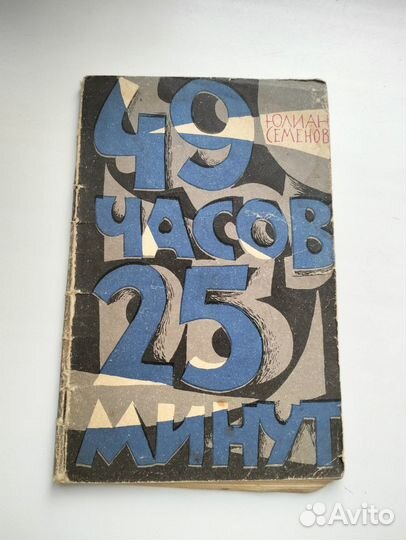 49
ЮЛИАН
СЕМЕНОВ
ЧАСОВ
25
МИНУТ
Avito